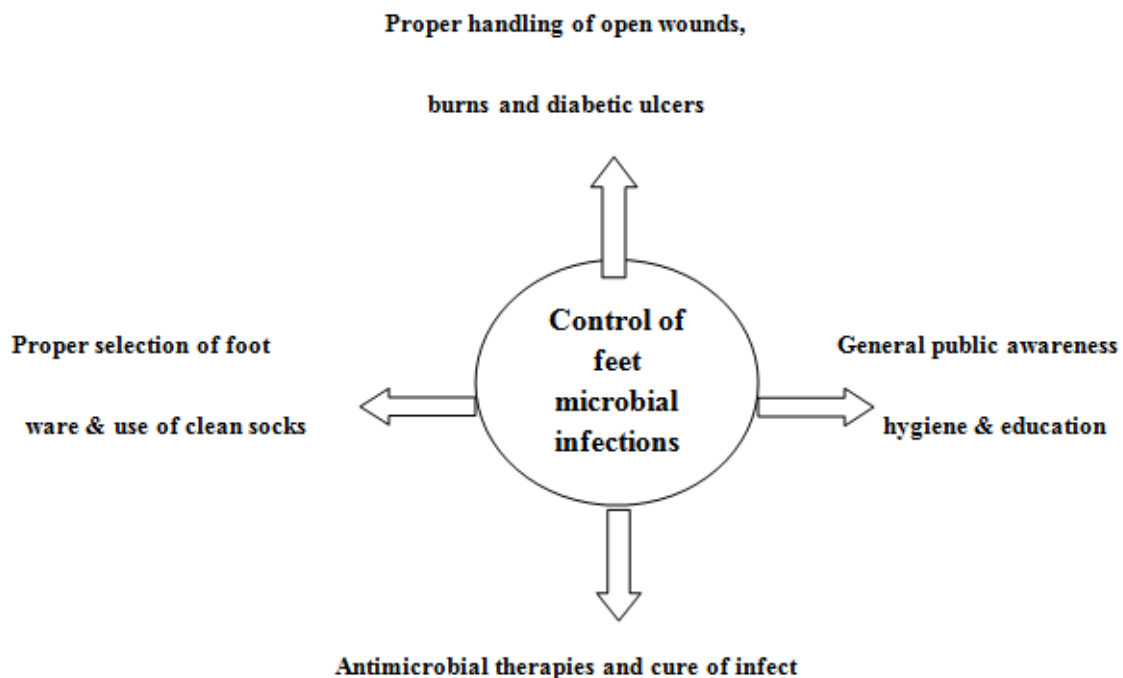 Proper handling of open wounds,
burns and diabetic ulcers
Control of
feet
microbial
infections
Proper selection of foot
ware & use of clean socks
General public awareness
hygiene & education
Antimicrobial therapies and cure of infect